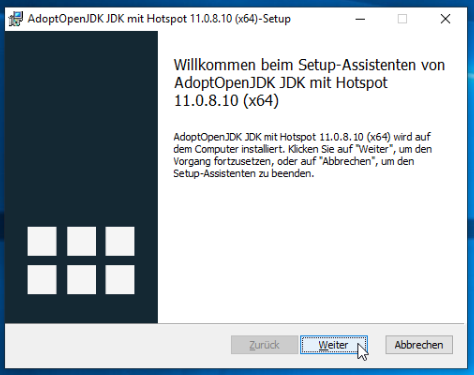 AdoptOpenJDK JDK mit Hotspot 11.0.8.10 (x64)-Setup
Willkommen beim Setup-Assistenten von
AdoptOpenJDK JDK mit Hotspot
11.0.8.10 (x64)
AdoptOpenJDK JDK mit Hotspot 11.0.8.10 (x64) wird auf
dem Computer installiert. Klicken Sie auf "Weiter", um den
Vorgang fortzusetzen, oder auf "Abbrechen", um den
Setup-Assistenten zu beenden.
Zurück Weiter Abbrechen